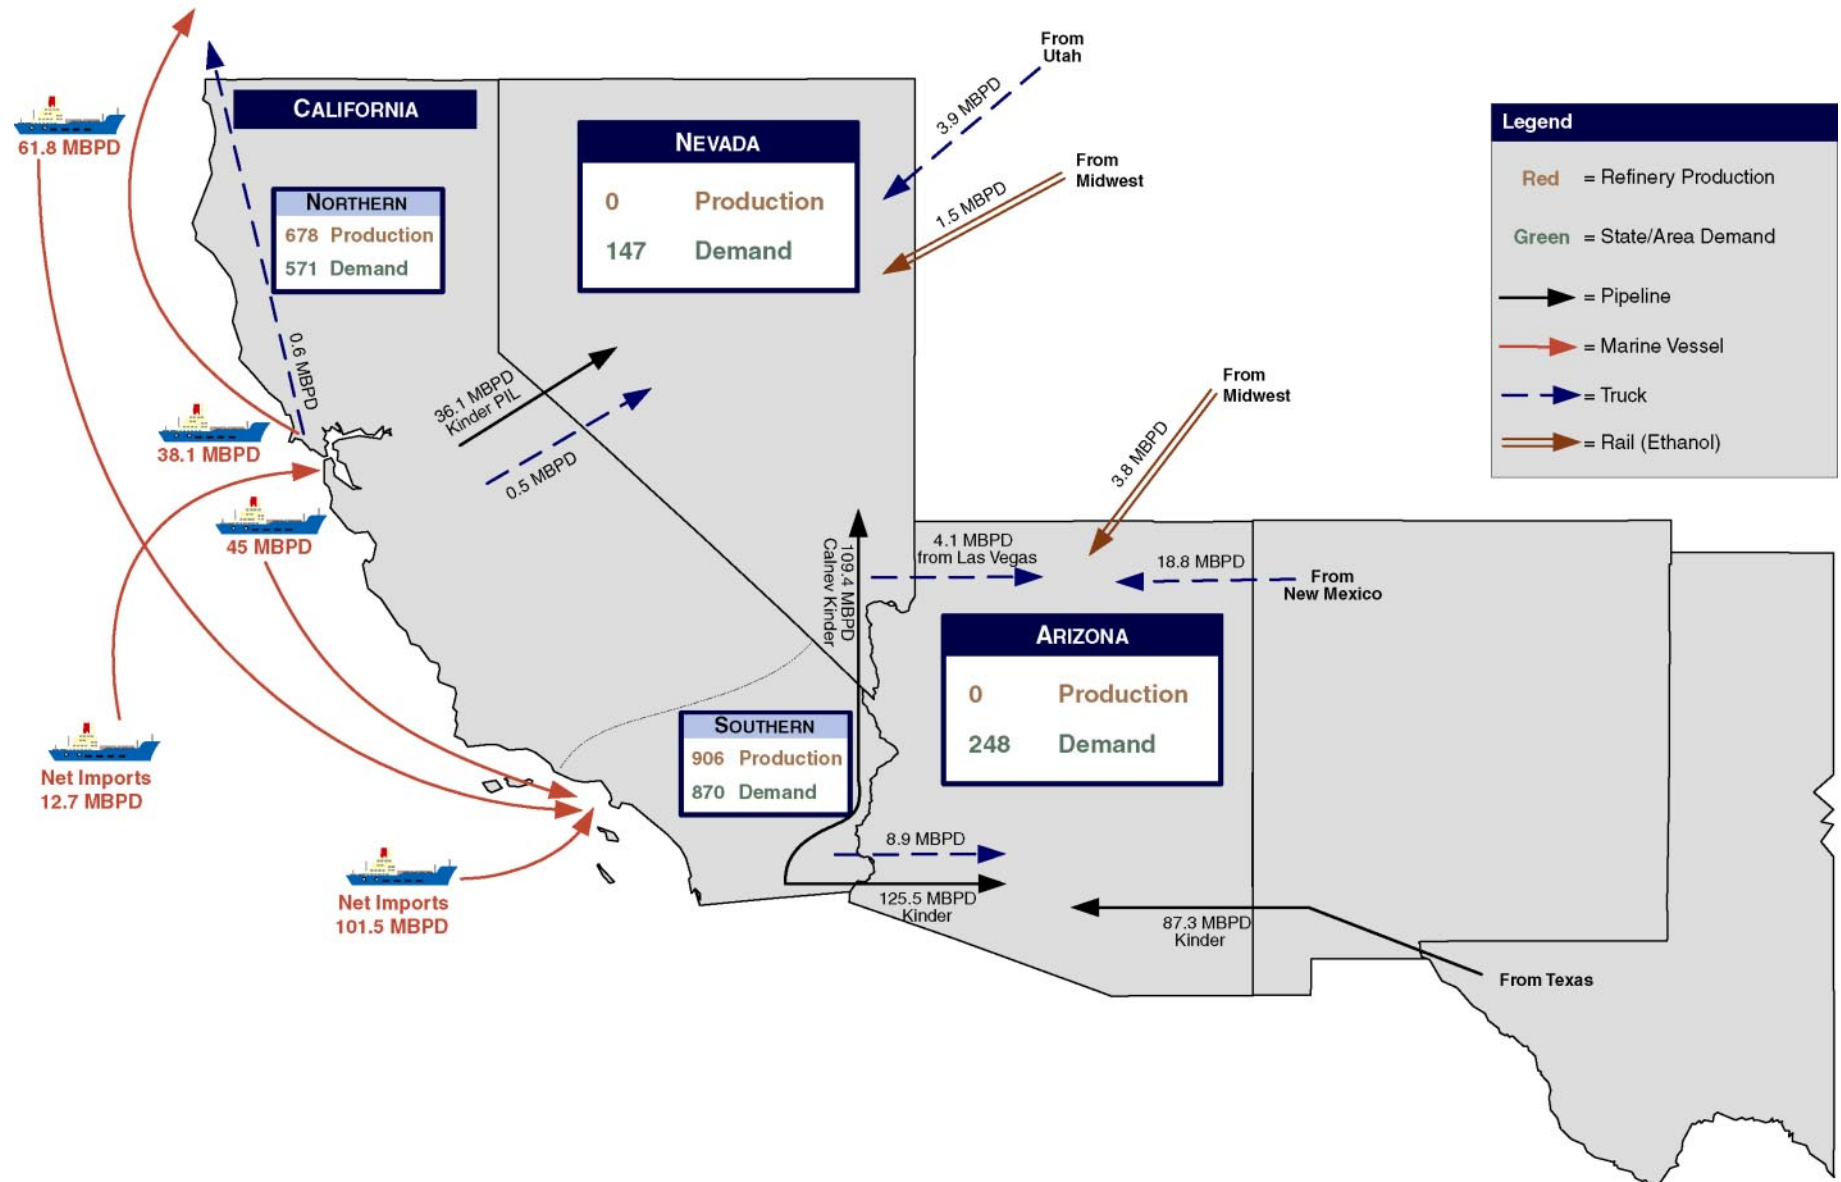 From
Utah
3.9 MBPD
From
Midwest
1.5 MBPD
61.8 MBPD
CALIFORNIA
NORTHERN
678 Production
571 Demand
NEVADA
0 Production
147 Demand
Legend
Red = Refinery Production
Green = State/Area Demand
= Pipeline
= Marine Vessel
= Truck
= Rail (Ethanol)
0.6 MBPD
36.1 MBPD
Kinder PIL
0.5 MBPD
38.1 MBPD
45 MBPD
From
Midwest
3.8 MBPD
109.4 MBPD
Calnev Kinder
4.1 MBPD
from Las Vegas
18.8 MBPD
From
New Mexico
ARIZONA
0 Production
248 Demand
SOUTHERN
906 Production
870 Demand
Net Imports
12.7 MBPD
Net Imports
101.5 MBPD
8.9 MBPD
125.5 MBPD
Kinder
87.3 MBPD
Kinder
From Texas